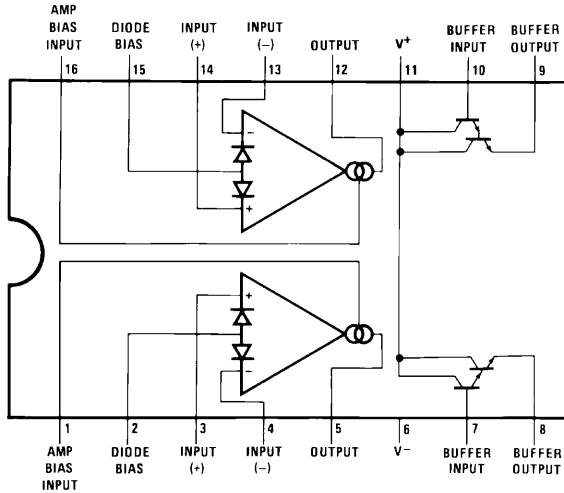 AMP
BIAS
INPUT
DIODE
BIAS
INPUT
(+)
INPUT
(−)
OUTPUT
V+
BUFFER
INPUT
BUFFER
OUTPUT
16 15 14 13 12 11 10 9
−
+
+
−
1 2 3 4 5 6 7 8
AMP
BIAS
INPUT
DIODE
BIAS
INPUT
(+)
INPUT
(−)
OUTPUT
V−
BUFFER
INPUT
BUFFER
OUTPUT